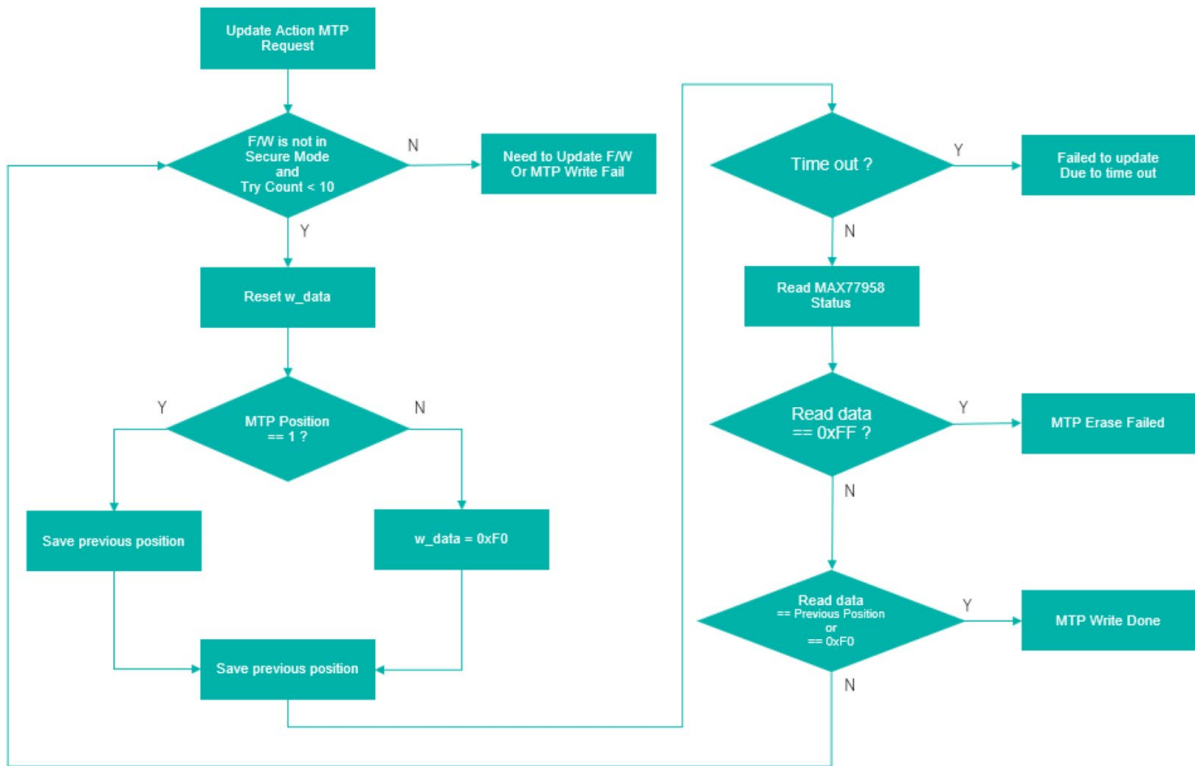 Update Action MTP
Request
F/W is not in
Secure Mode
and
Try Count < 10
N
Need to Update F/W
Or MTP Write Fail
Y
Reset w_data
MTP Position
== 1 ?
Y
N
Save previous position
w_data = 0xF0
Save previous position
Time out ?
Y
Failed to update
Due to time out
N
Read MAX77958
Status
Read data
== 0xFF ?
Y
MTP Erase Failed
N
Read data
== Previous Position
or
== 0xF0
Y
MTP Write Done
N